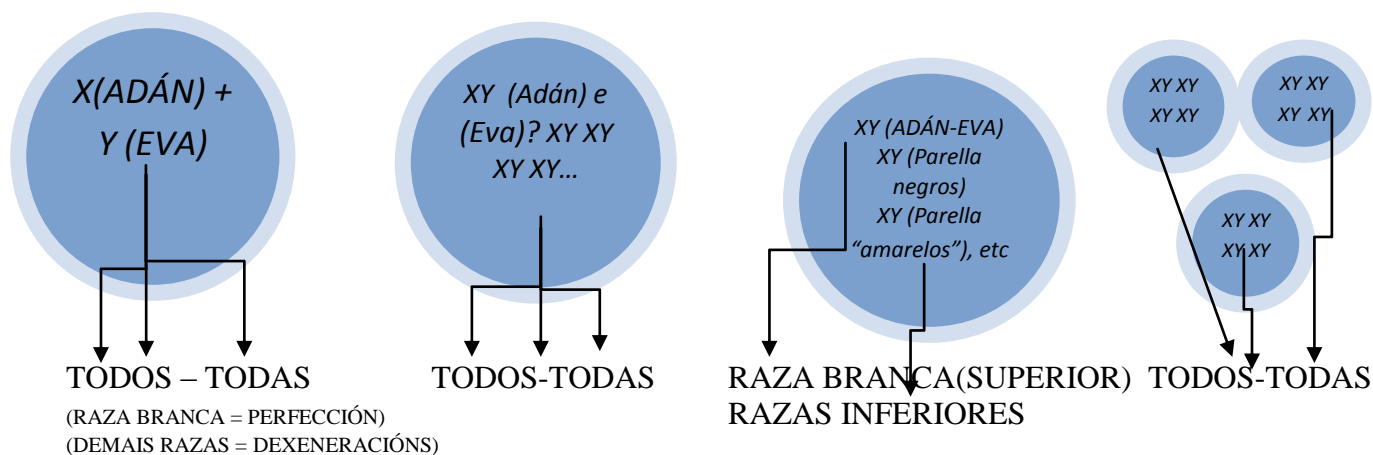 X(ADÁN) +
Y (EVA)
TODOS – TODAS
(RAZA BRANCA = PERFECCIÓN)
(DEMAIS RAZAS = DEXENERACIÓNS)
XY (Adán) e
(Eva)? XY XY
XY XY...
TODOS-TODAS
XY (ADÁN-EVA)
XY (Parella
negros)
XY (Parella
“amarelos”), etc
RAZA BRANCA(SUPERIOR)
RAZAS INFERIORES
XY XY
XY XY
XY XY
XY XY
XY XY
XY XY
TODOS-TODAS